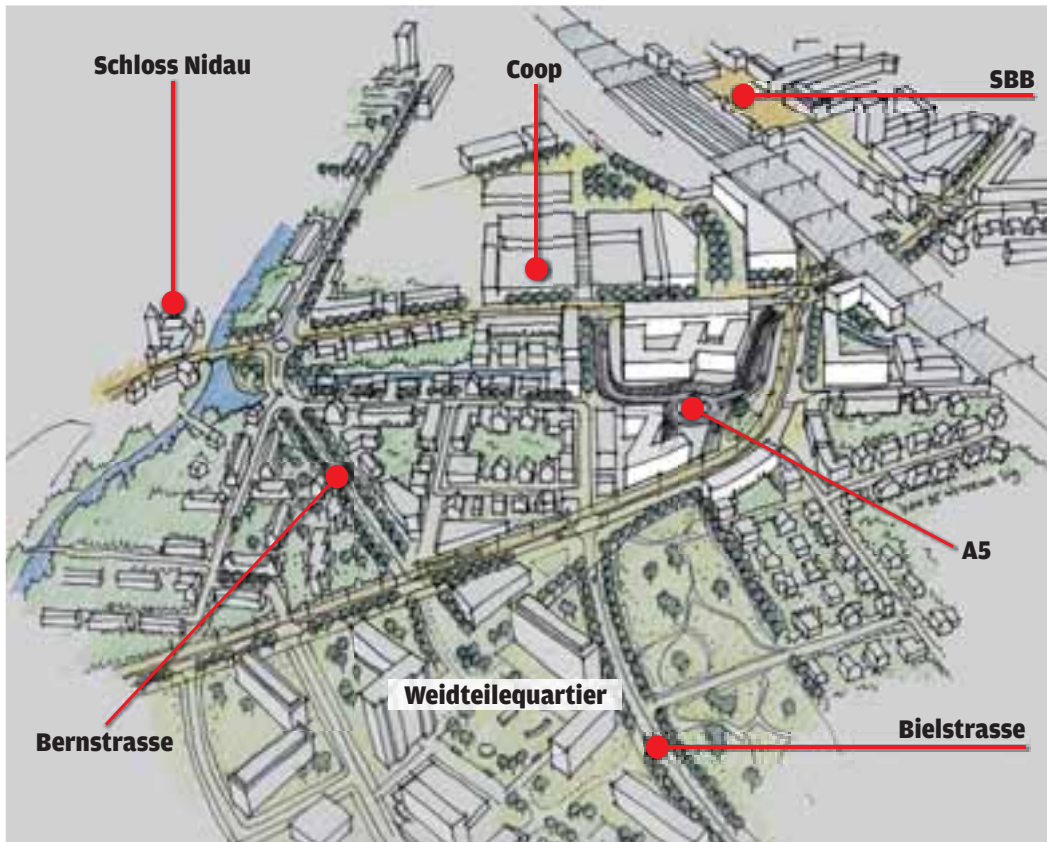 Schloss Nidau
Coop
SBB
A5
Weidteilequartier
Bernstrasse
Bielstrasse